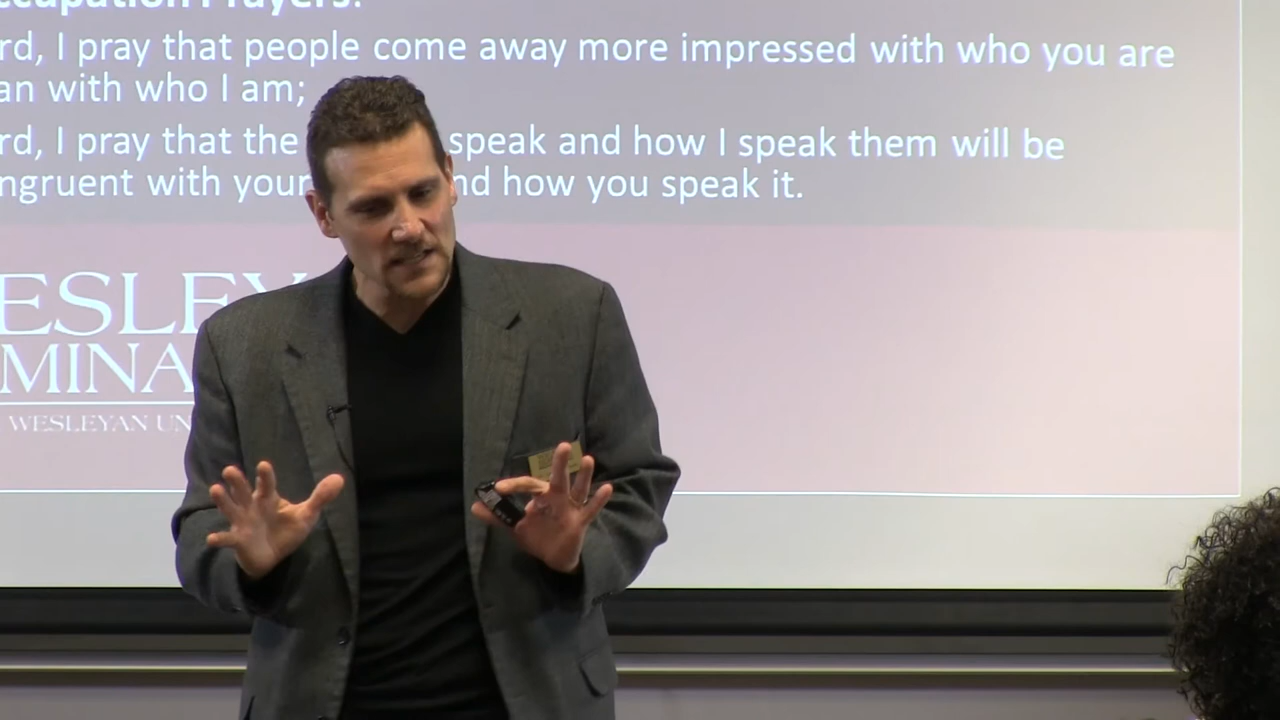 ccupation Prayers:
rd, I pray that people come away more impressed with who you are
an with who I am;
rd, I pray that the speak and how I speak them will be
ngruent with your nd how you speak it.
ESLEY
MINA
WESLEYAN UN